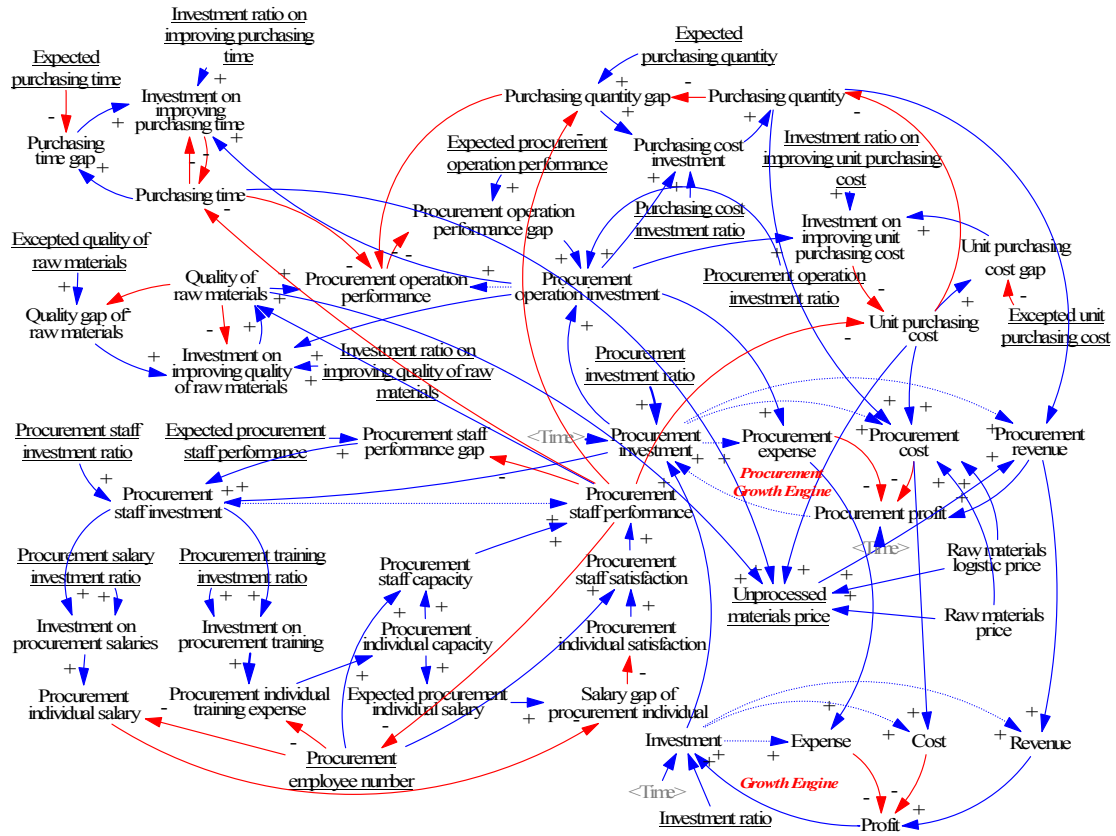 Investment ratio on
improving purchasing
time
Expected
purchasing time
Investment on
improving
purchasing time
Purchasing
time gap
Purchasing time
Expected
purchasing quantity
Purchasing quantity gap
Purchasing quantity
Expected procurement
operation performance
Purchasing cost
investment
Investment ratio on
improving unit purchasing
cost
Procurement operation
performance gap
Purchasing cost
investment ratio
Investment on
improving unit
purchasing cost
Unit purchasing
cost gap
Excepted quality of
raw materials
Quality of
raw materials
Quality gap of
raw materials
Procurement operation
performance
Procurement
operation investment
Procurement operation
investment ratio
Excepted unit
purchasing cost
Unit purchasing
cost
Investment on
improving quality
of raw materials
Investment ratio on
improving quality of raw
materials
Procurement
investment ratio
Procurement staff
investment ratio
Expected procurement
staff performance
Procurement staff
performance gap
<Time>
Procurement
investment
Procurement
expense
Procurement
cost
Procurement
revenue
Procurement
Growth Engine
Procurement
staff investment
Procurement
staff performance
Procurement profit
<Time>
Procurement salary
investment ratio
Procurement training
investment ratio
Procurement
staff capacity
Procurement
staff satisfaction
Raw materials
logistic price
Unprocessed
materials price
Raw materials
price
Investment on
procurement salaries
Investment on
procurement training
Procurement
individual capacity
Procurement
individual satisfaction
Procurement
individual salary
Procurement individual
training expense
Expected procurement
individual salary
Salary gap of
procurement individual
Procurement
employee number
Investment
Expense
Cost
Revenue
<Time>
Growth Engine
Investment ratio
Profit